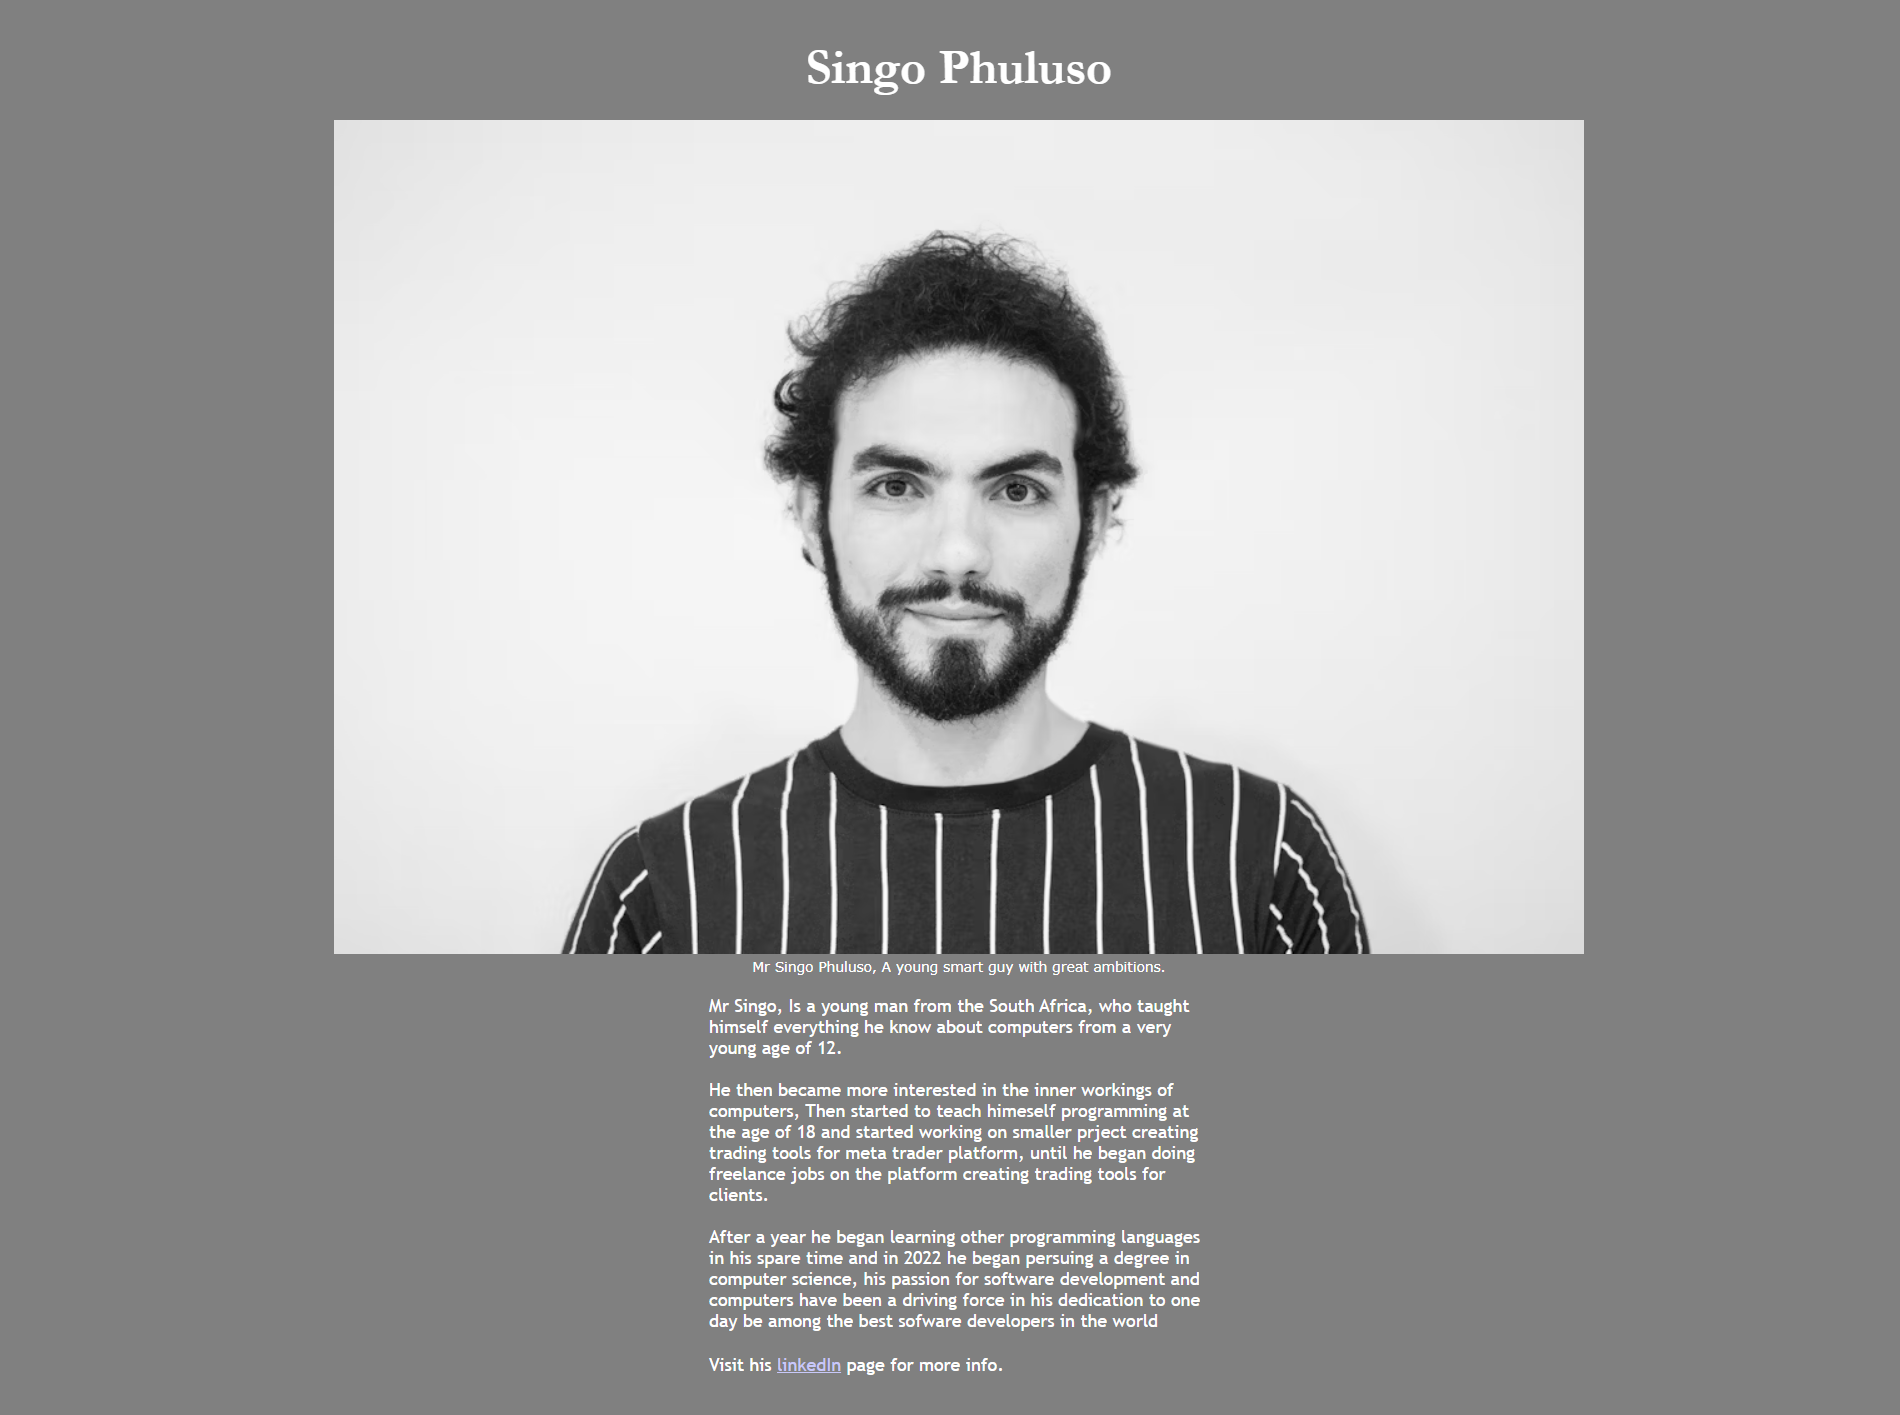 Singo Phuluso
Mr Singo Phuluso, A young smart guy with great ambitions.
Mr Singo, Is a young man from the South Africa, who taught
himself everything he know about computers from a very
young age of 12.
He then became more interested in the inner workings of
computers, Then started to teach himeself programming at
the age of 18 and started working on smaller prject creating
trading tools for meta trader platform, until he began doing
freelance jobs on the platform creating trading tools for
clients.
After a year he began learning other programming languages
in his spare time and in 2022 he began persuing a degree in
computer science, his passion for software development and
computers have been a driving force in his dedication to one
day be among the best sofware developers in the world
Visit his linkedIn page for more info.